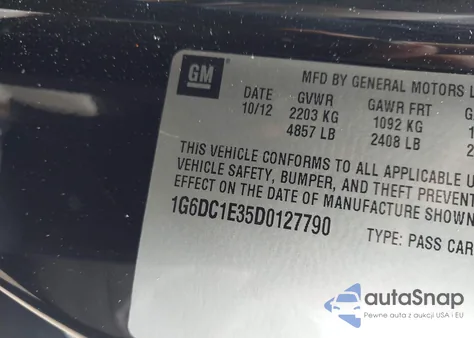 GM
MFD BY GENERAL MOTORS L
DATE GVWR GAWR FRT G
10/12 2203 KG 1092 KG
4857 LB 2408 LB 2
THIS VEHICLE CONFORMS TO ALL APPLICABLE U
VEHICLE SAFETY, BUMPER, AND THEFT PREVENT
EFFECT ON THE DATE OF MANUFACTURE SHOWN
1G6DC1E35D0127790
TYPE: PASS CAR
autoSnap
Pewne auta z aukcji USA i EU